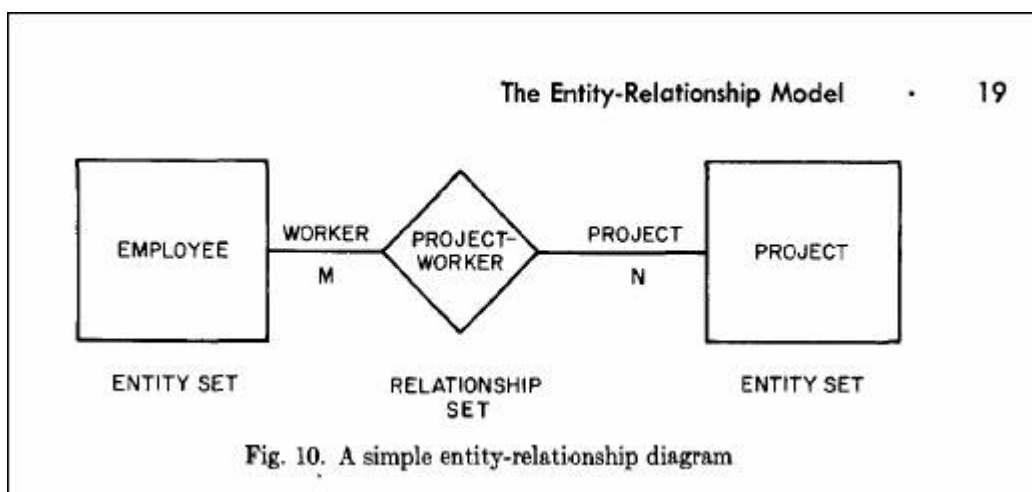 The Entity-Relationship Model · 19
EMPLOYEE
WORKER
M
PROJECT-
WORKER
PROJECT
N
PROJECT
ENTITY SET
RELATIONSHIP
SET
ENTITY SET
Fig. 10. A simple entity-relationship diagram